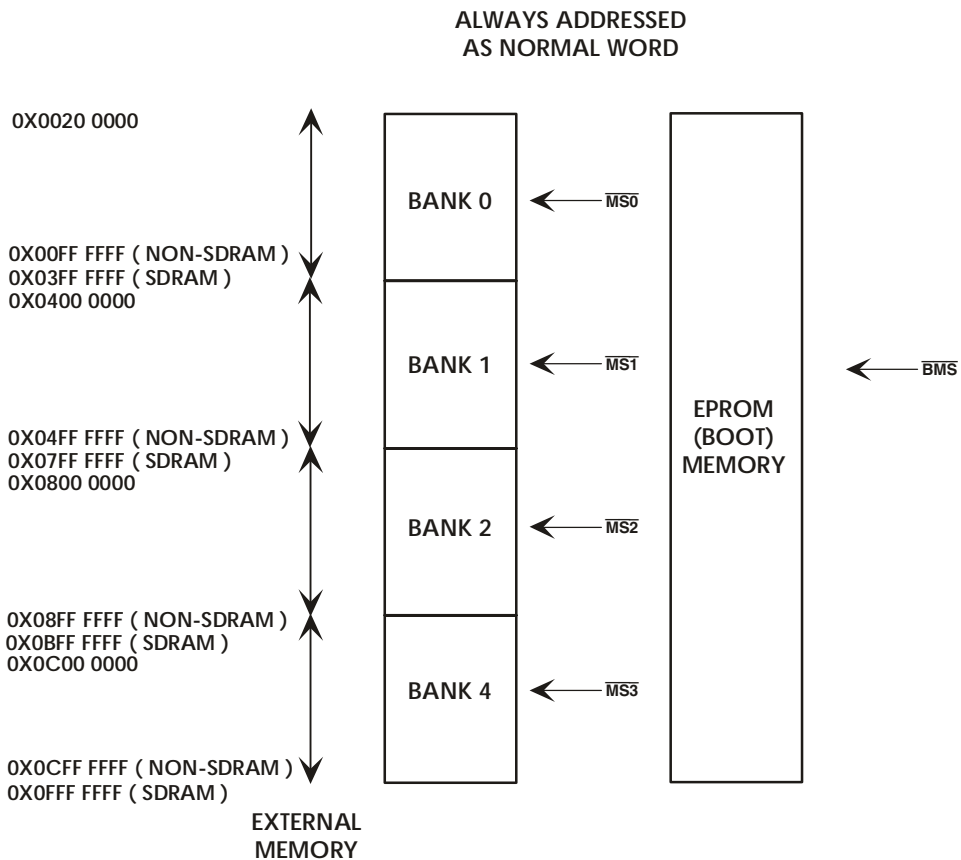 ALWAYS ADDRESSED
AS NORMAL WORD
0X0020 0000
BANK 0
MS0
0X00FF FFFF ( NON-SDRAM )
0X03FF FFFF ( SDRAM )
0X0400 0000
BANK 1
MS1
BMS
EPROM
(BOOT)
MEMORY
0X04FF FFFF ( NON-SDRAM )
0X07FF FFFF ( SDRAM )
0X0800 0000
BANK 2
MS2
0X08FF FFFF ( NON-SDRAM )
0X0BFF FFFF ( SDRAM )
0X0C00 0000
BANK 4
MS3
0X0CFF FFFF ( NON-SDRAM )
0X0FFF FFFF ( SDRAM )
EXTERNAL
MEMORY